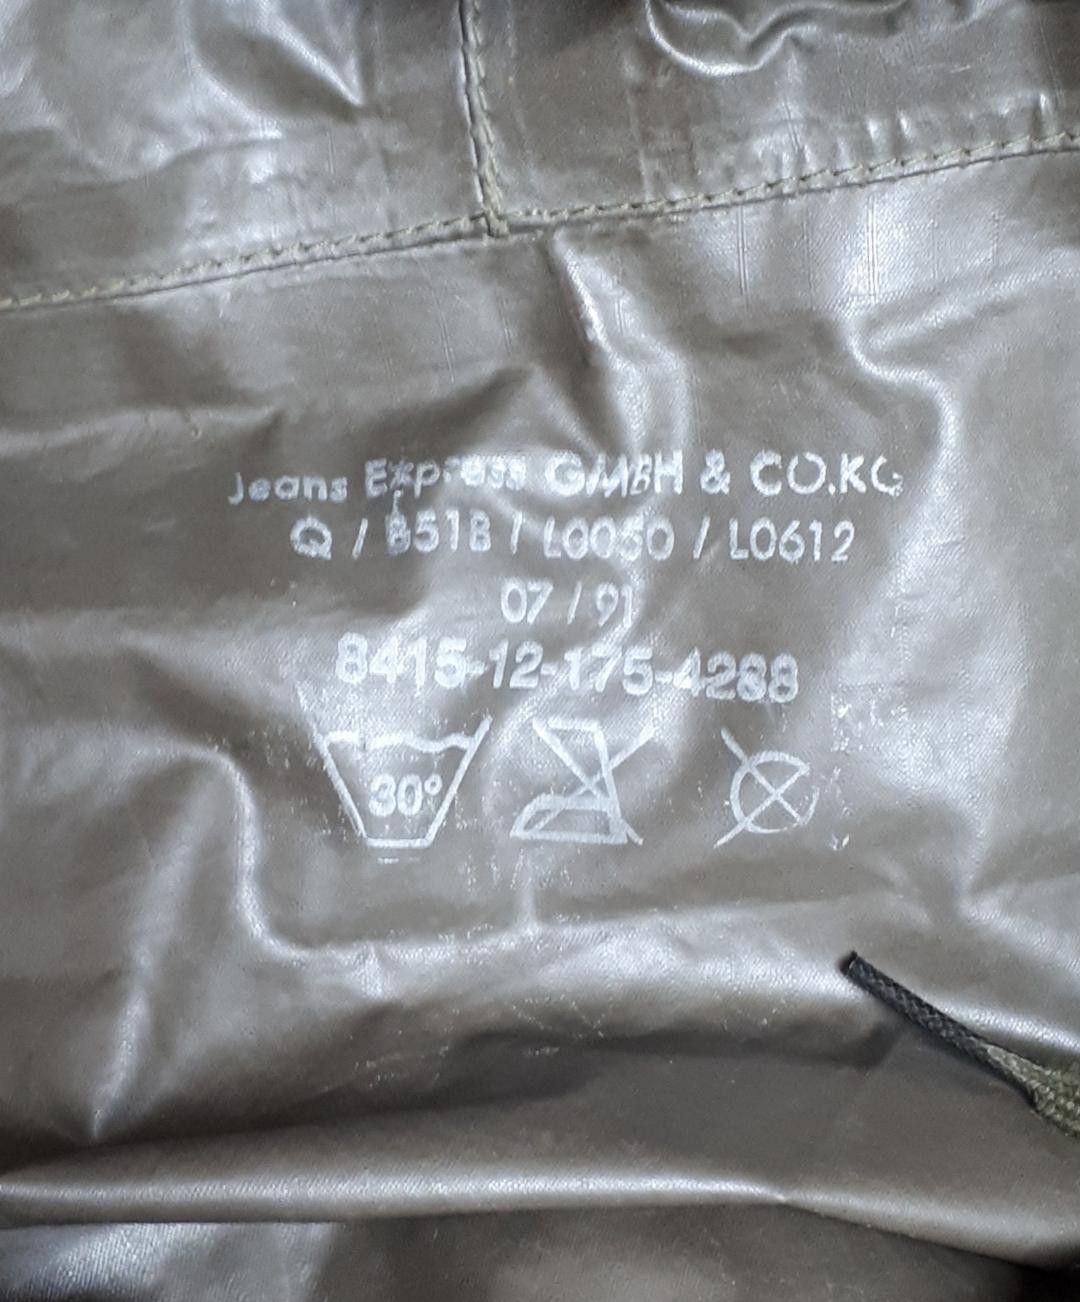 Jeans Express GMBH & CO.KG
Q / B51B / L0050 / L0612
07 / 91
8415-12-175-4288
30°